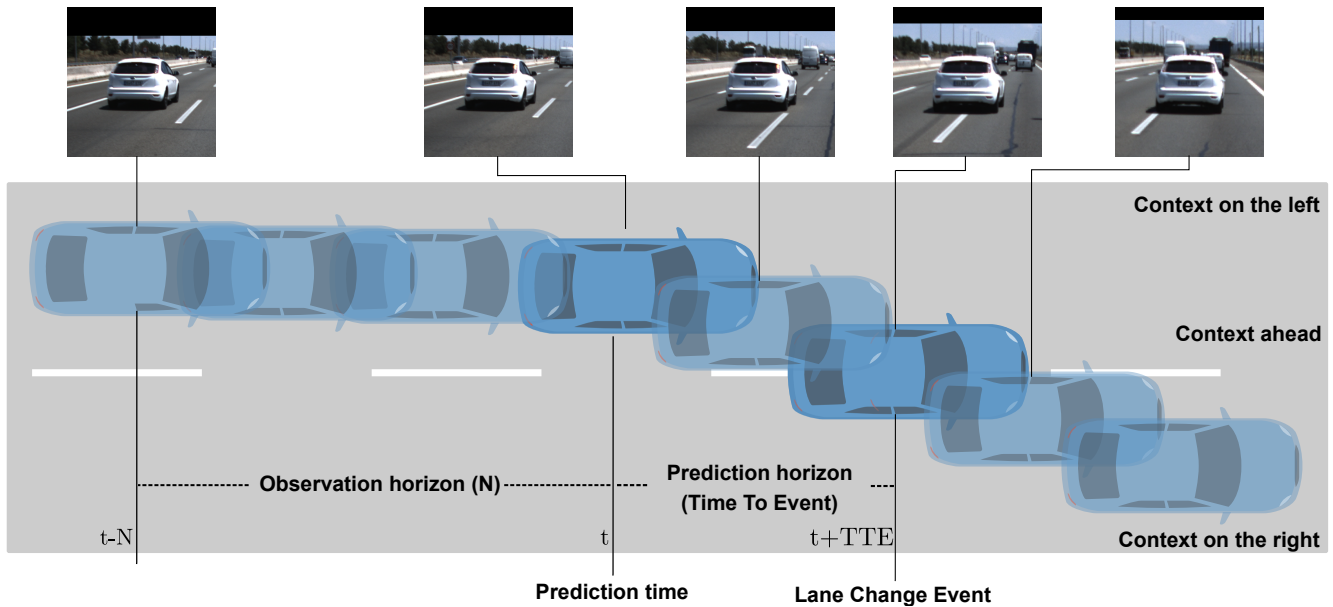 Context on the left
Context ahead
Observation horizon (N)
Prediction horizon
(Time To Event)
t-N
t
t+TTE
Context on the right
Prediction time
Lane Change Event